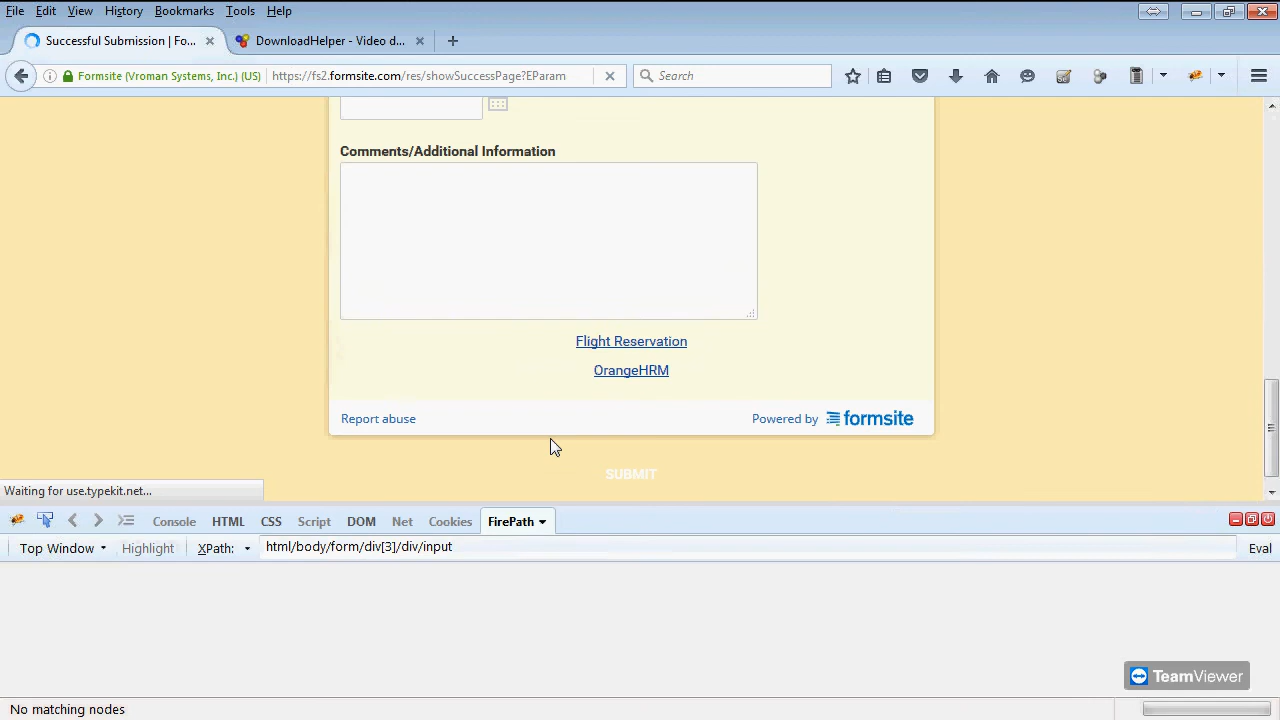 File Edit View History Bookmarks Tools Help
Successful Submission | Fo... DownloadHelper - Video d...
Formsite (Vroman Systems, Inc.) (US) https://fs2.formsite.com/res/showSuccessPage?EParam Search
Comments/Additional Information
Flight Reservation
OrangeHRM
Report abuse Powered by formsite
SUBMIT
Waiting for use.typekit.net...
Console HTML CSS Script DOM Net Cookies FirePath
Top Window Highlight XPath: html/body/form/div[3]/div/input Eval
TeamViewer
No matching nodes